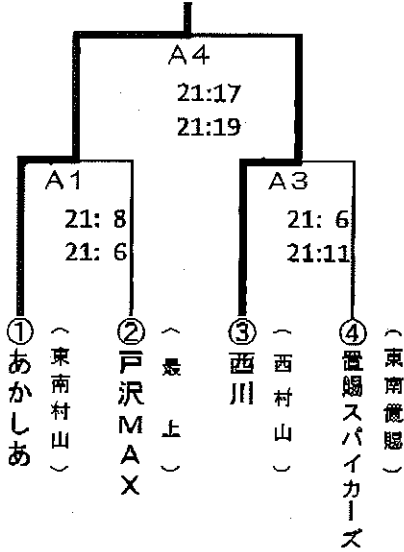 A4
21:17
21:19
A1
21: 8
21: 6
A3
21: 6
21:11
①あかしあ
（東南村山）
②戸沢MAX
（最上）
③西川
（西村山）
④置賜スパイカーズ
（東南置賜）